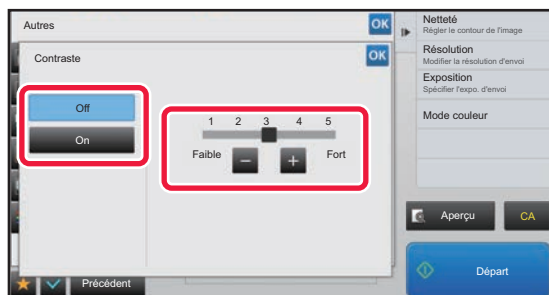 Autres
OK
Contraste
OK
Off
On
1 2 3 4 5
Faible
Fort
Précédent
Netteté
Régler le contour de l'image
Résolution
Modifier la résolution d'envoi
Exposition
Spécifier l'expo. d'envoi
Mode couleur
Aperçu
CA
Départ